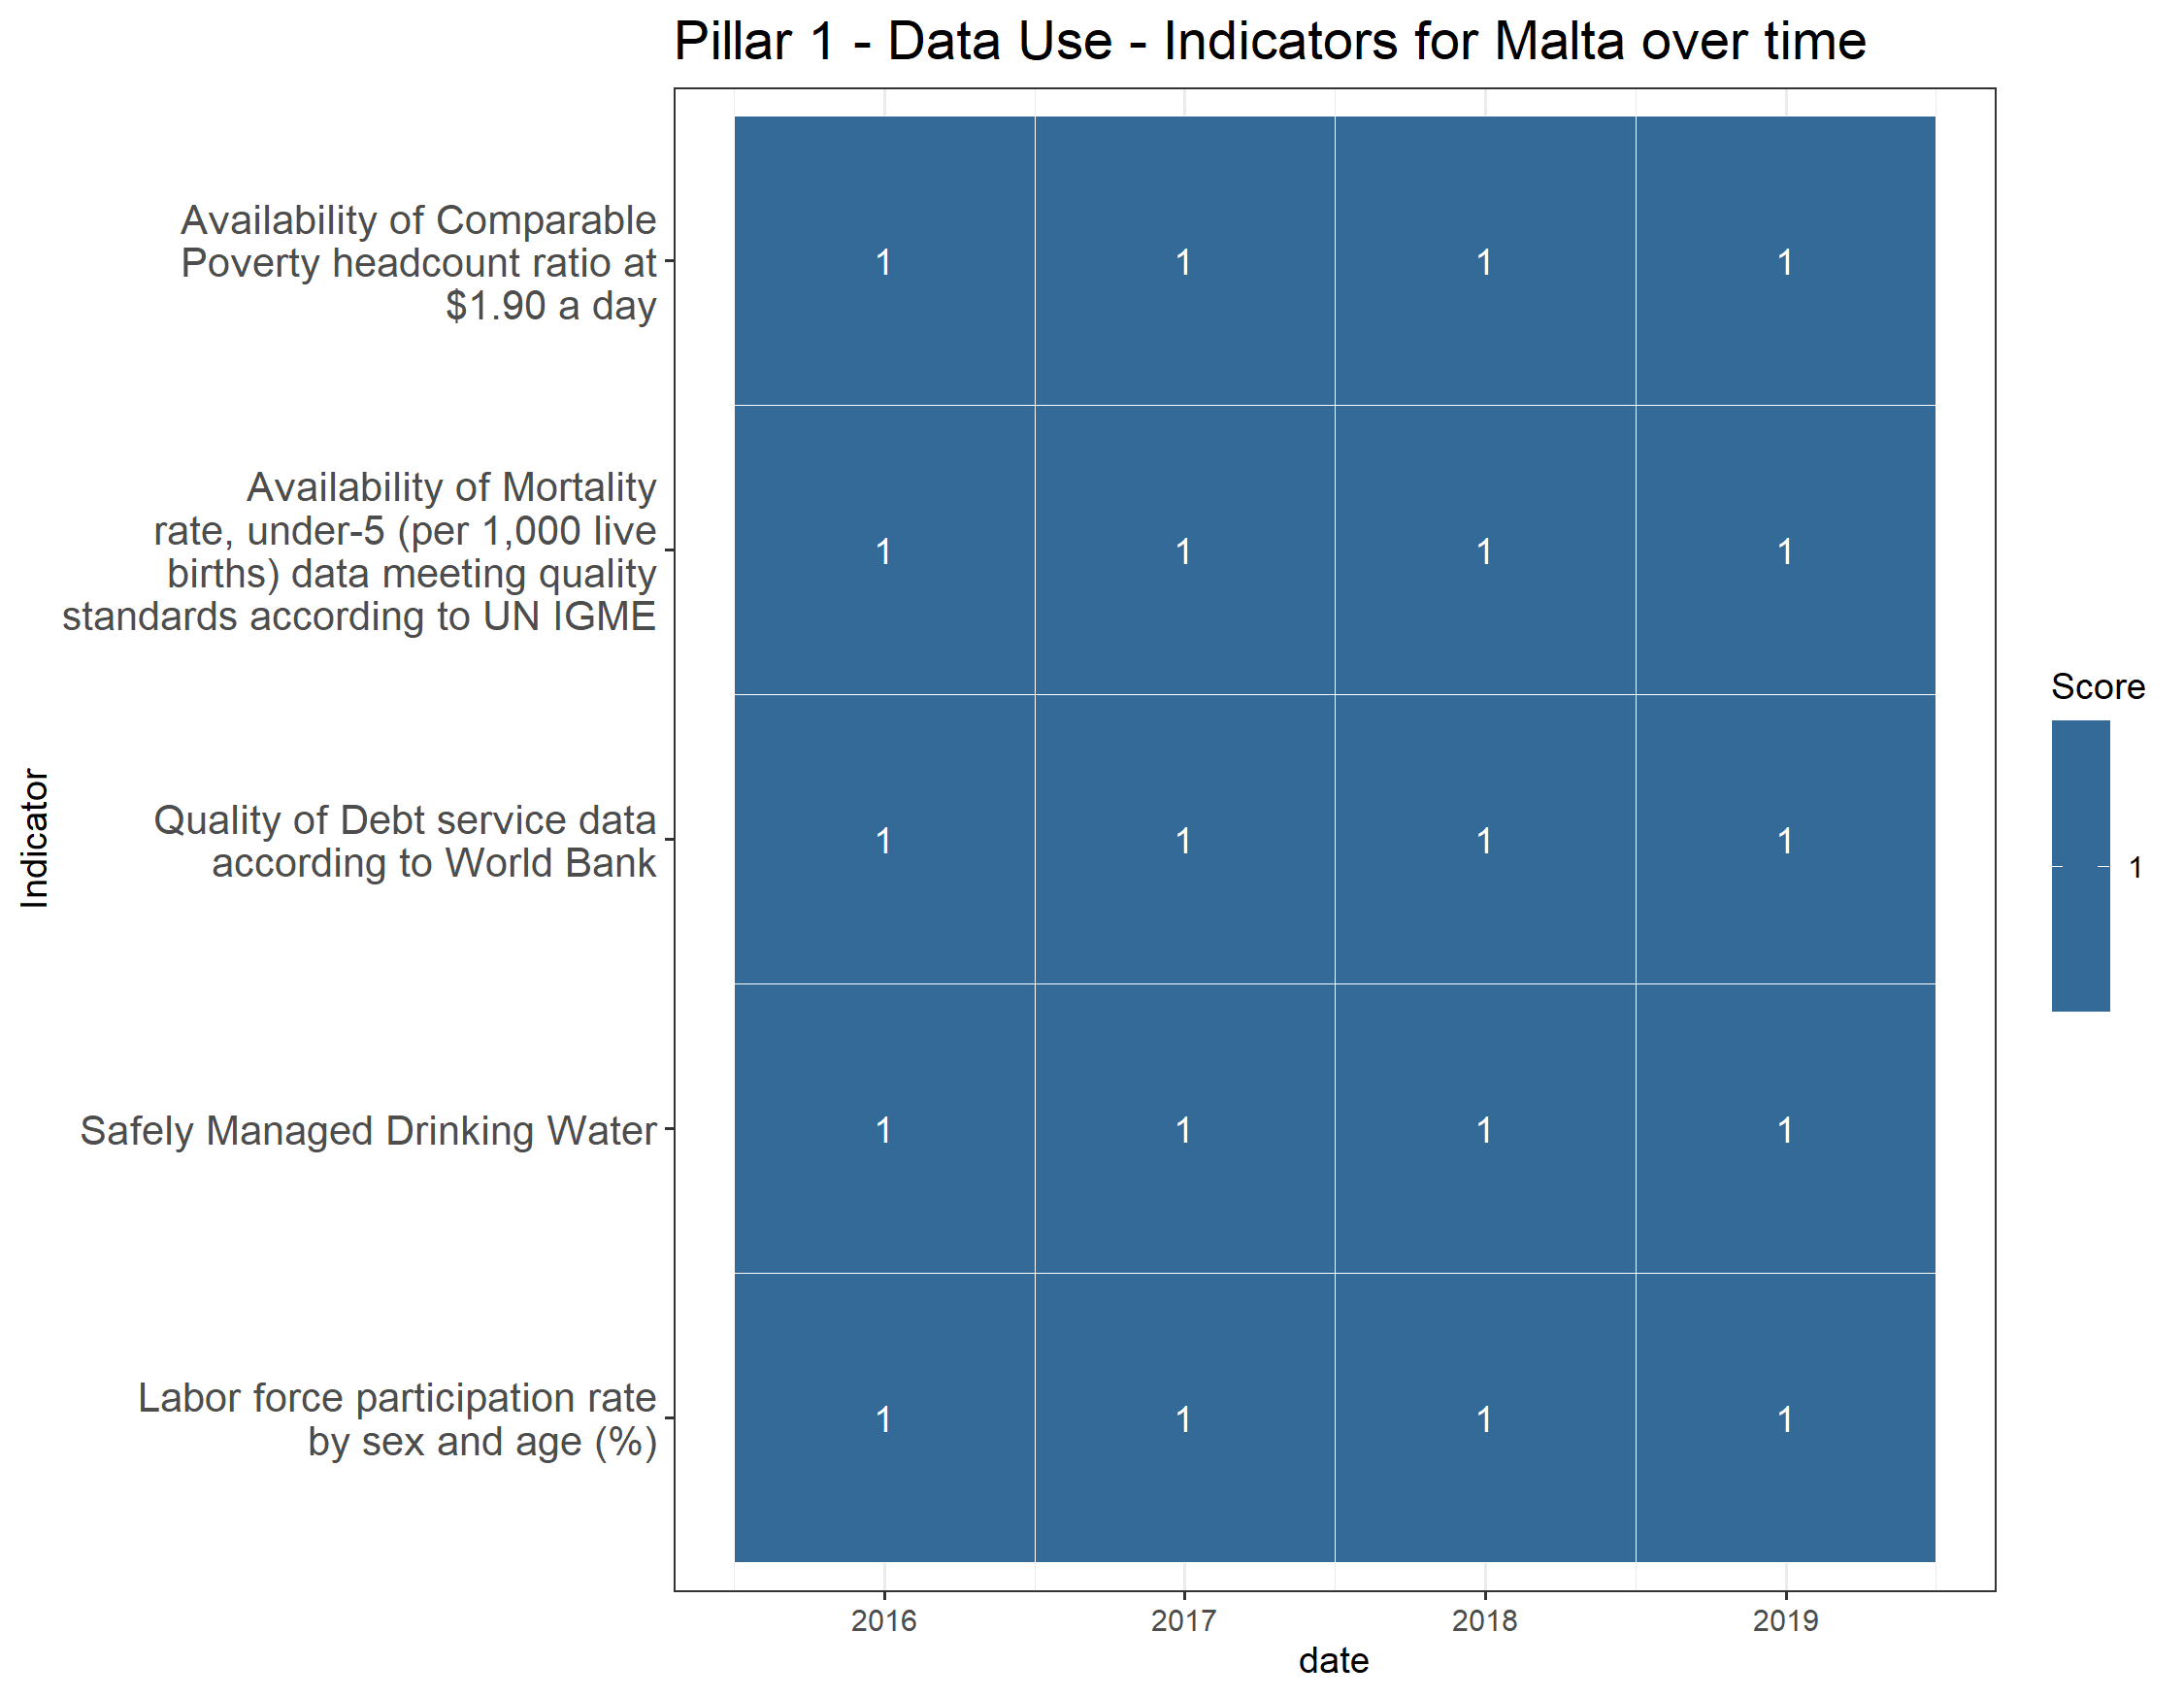 Pillar 1 - Data Use - Indicators for Malta over time
Indicator
Availability of Comparable
Poverty headcount ratio at
$1.90 a day
1 1 1 1
Availability of Mortality
rate, under-5 (per 1,000 live
births) data meeting quality
standards according to UN IGME
1 1 1 1
Quality of Debt service data
according to World Bank
1 1 1 1
Safely Managed Drinking Water
1 1 1 1
Labor force participation rate
by sex and age (%)
1 1 1 1
2016 2017 2018 2019
date
Score
1